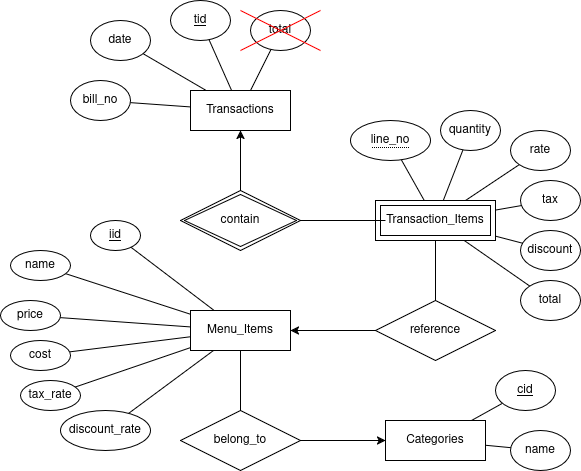 tid
total
date
bill_no
Transactions
line_no
quantity
rate
tax
discount
total
contain
Transaction_Items
iid
name
price
cost
tax_rate
discount_rate
Menu_Items
reference
belong_to
Categories
cid
name